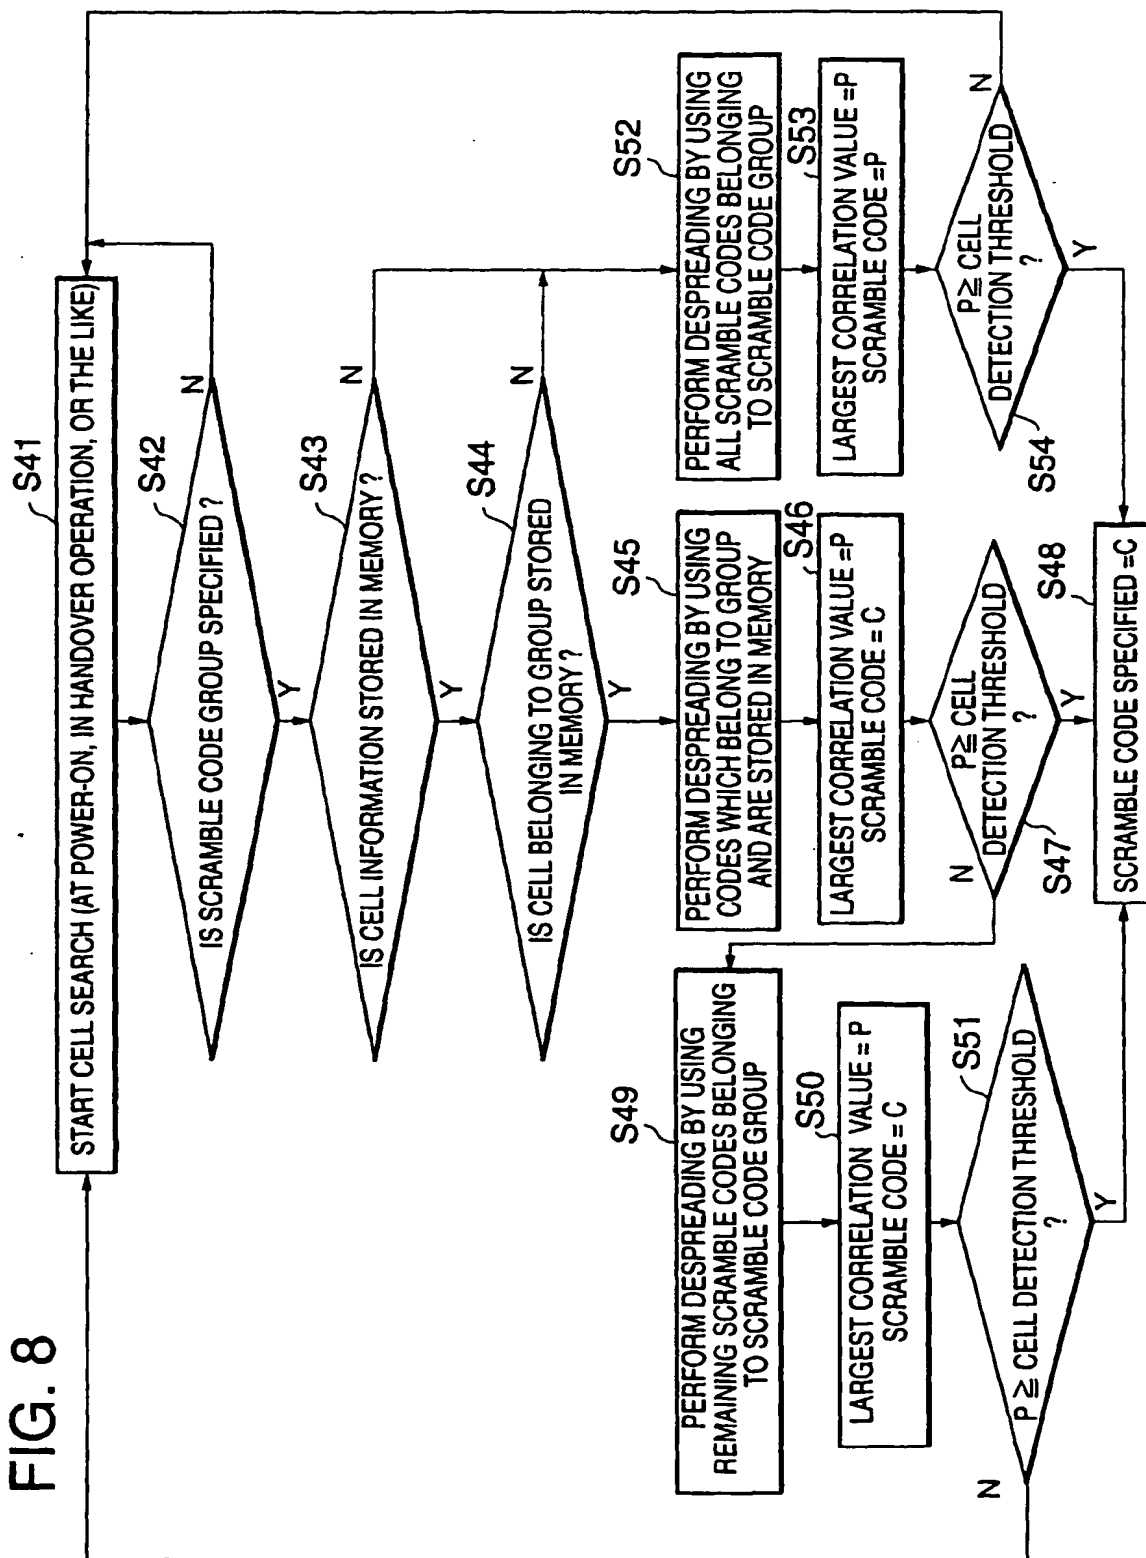 FIG. 8
S41
START CELL SEARCH (AT POWER-ON, IN HANDOVER OPERATION, OR THE LIKE)
S42
IS SCRAMBLE CODE GROUP SPECIFIED ?
N
Y
S43
IS CELL INFORMATION STORED IN MEMORY ?
N
Y
S44
IS CELL BELONGING TO GROUP STORED
IN MEMORY ?
N
Y
S49
PERFORM DESPREADING BY USING
REMAINING SCRAMBLE CODES BELONGING
TO SCRAMBLE CODE GROUP
S45
PERFORM DESPREADING BY USING
CODES WHICH BELONG TO GROUP
AND ARE STORED IN MEMORY
S52
PERFORM DESPREADING BY USING
ALL SCRAMBLE CODES BELONGING
TO SCRAMBLE CODE GROUP
S50
LARGEST CORRELATION VALUE = P
SCRAMBLE CODE = C
S46
LARGEST CORRELATION VALUE =P
SCRAMBLE CODE = C
S53
LARGEST CORRELATION VALUE =P
SCRAMBLE CODE =P
N
S51
P ≧ CELL DETECTION THRESHOLD
?
Y
N
P≧ CELL
DETECTION THRESHOLD
?
S47
Y
N
P≧ CELL
DETECTION THRESHOLD
?
S54
Y
S48
SCRAMBLE CODE SPECIFIED =C